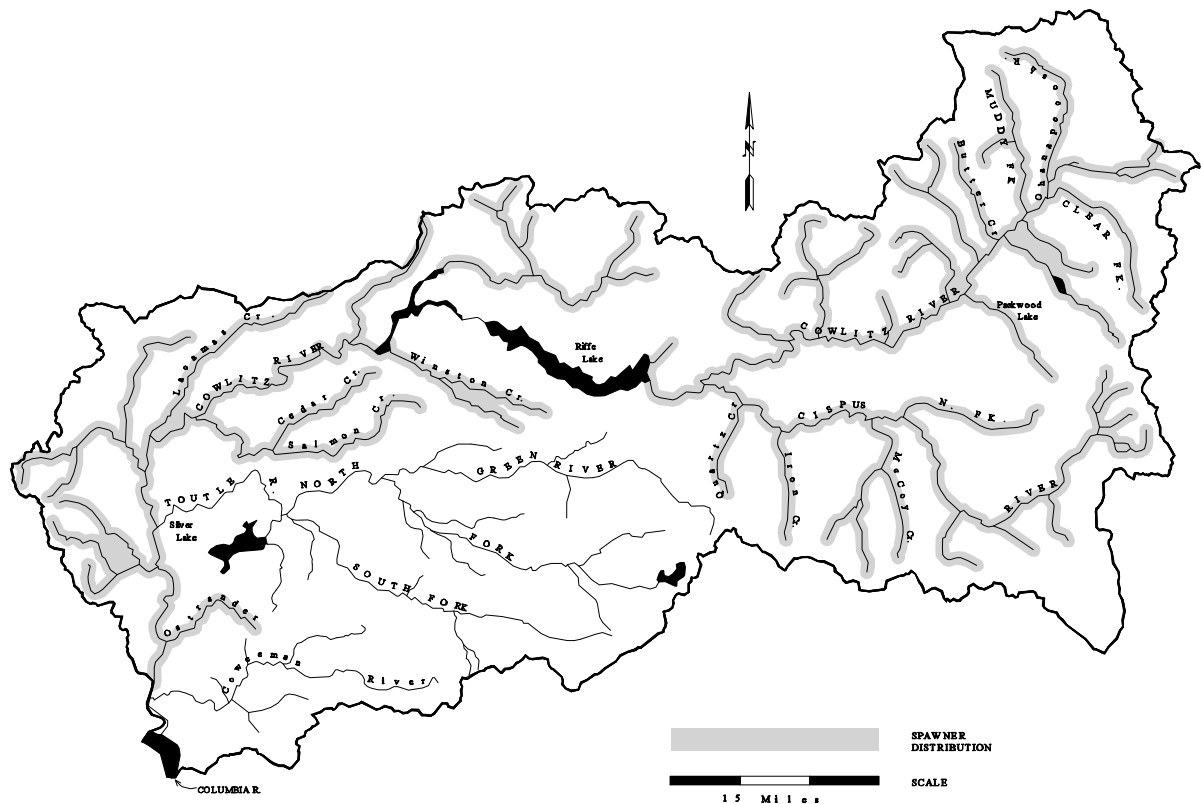 Ohanapecosh R.
MUDDY FK
Butter Cr
CLEAR FK.
N
Packwood
Lake
COWLITZ RIVER
Riffe
Lake
Lacamas Cr.
COWLITZ RIVER
Winston Cr.
Cedar Cr.
Salmon Cr.
CISPUS RIVER
N. FK.
Quartz Cr
Iron Cr.
McCoy Cr.
TOUTLE R.
NORTH FORK
GREEN RIVER
Silver
Lake
SOUTH FORK
Ostrander
Coweeman River
SPAWNER
DISTRIBUTION
SCALE
15 Miles
COLUMBIA R.